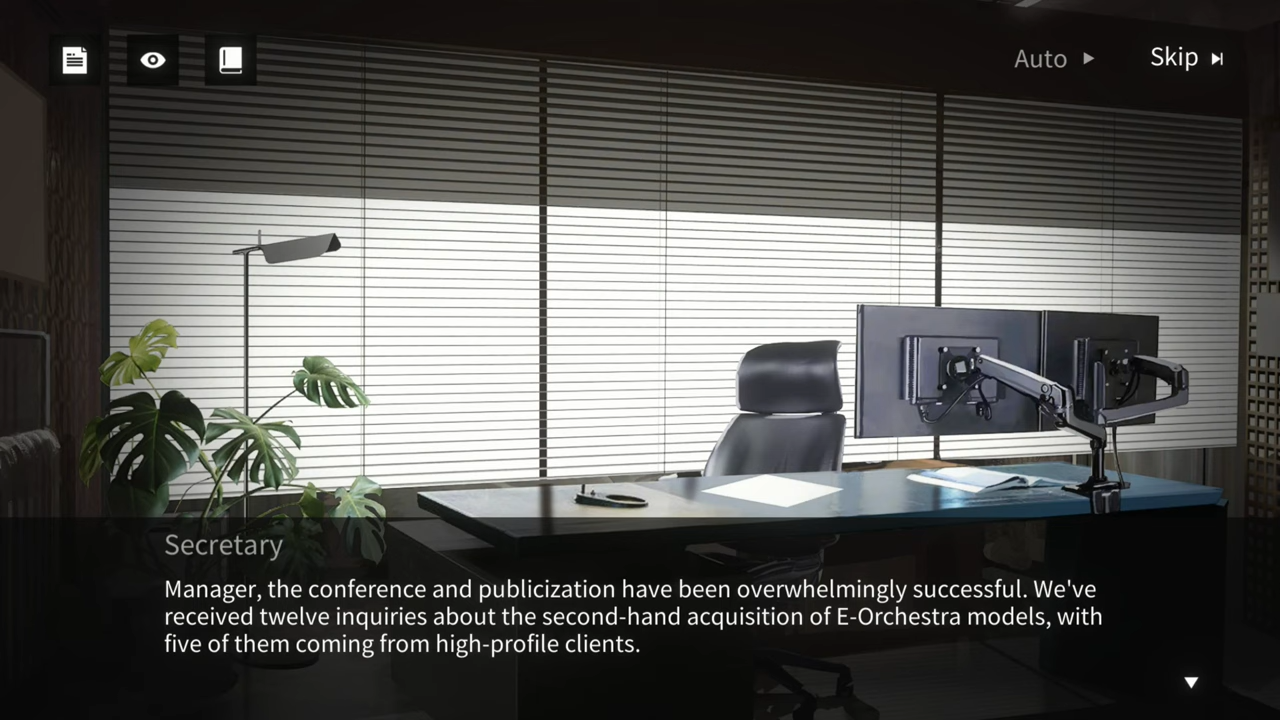 Auto
Skip
Secretary
Manager, the conference and publicization have been overwhelmingly successful. We've
received twelve inquiries about the second-hand acquisition of E-Orchestra models, with
five of them coming from high-profile clients.